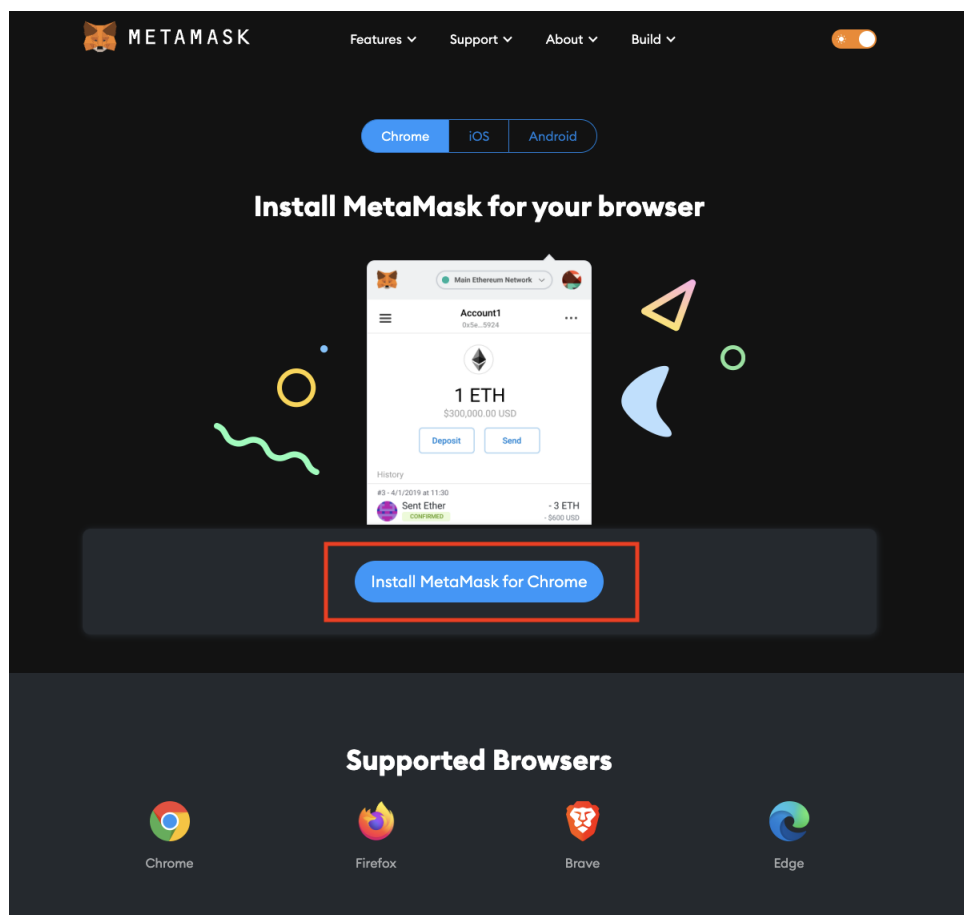 METAMASK
Features Support About Build
Chrome iOS Android
Install MetaMask for your browser
Main Ethereum Network
Account1
0x5e...5924
1 ETH
$300,000.00 USD
Deposit Send
History
#3 - 4/1/2019 at 11:30
Sent Ether - 3 ETH
CONFIRMED - $600 USD
Install MetaMask for Chrome
Supported Browsers
Chrome Firefox Brave Edge